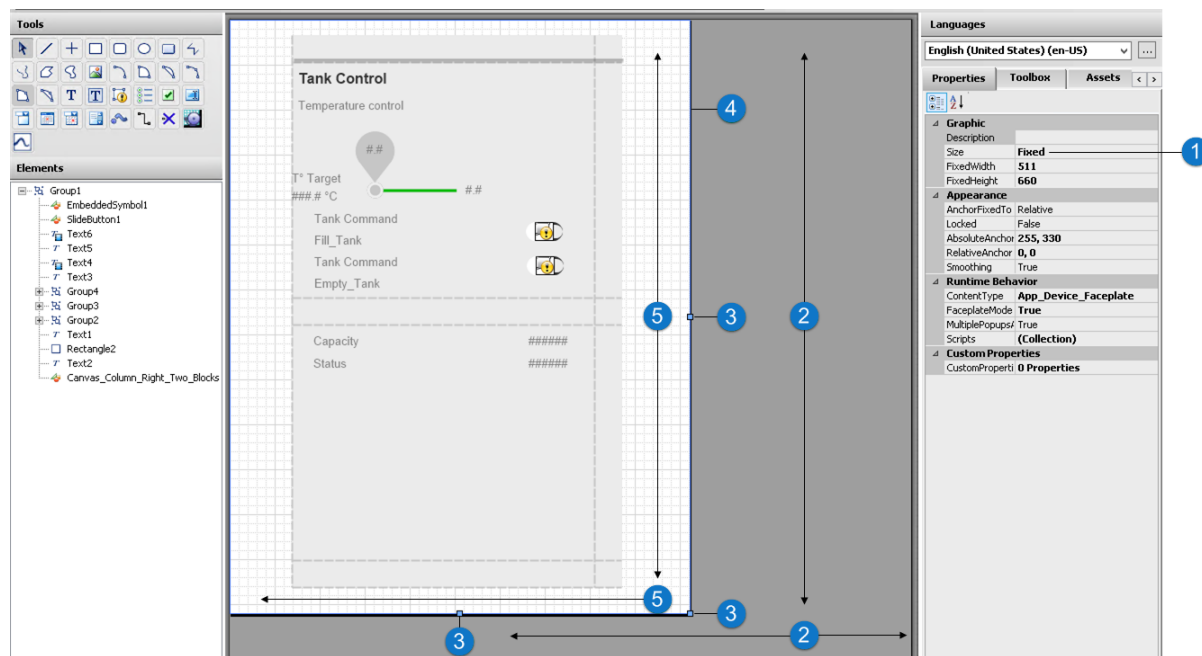 Tools
T
T
Elements
Group1
EmbeddedSymbol1
SlideButton1
Text6
Text5
Text4
Text3
Group4
Group3
Group2
Text1
Rectangle2
Text2
Canvas_Column_Right_Two_Blocks
Tank Control
Temperature control
#.#
T° Target
###.# °C
#.#
Tank Command
Fill_Tank
Tank Command
Empty_Tank
Capacity ######
Status ######
4
5
3
2
5
3
3
2
Languages
English (United States) (en-US)
...
Properties Toolbox Assets < >
Graphic
Description
Size Fixed
1
FixedWidth 511
FixedHeight 660
Appearance
AnchorFixedTo Relative
Locked False
AbsoluteAnchor 255, 330
RelativeAnchor 0, 0
Smoothing True
Runtime Behavior
ContentType App_Device_Faceplate
FaceplateMode True
MultiplePopupsA True
Scripts (Collection)
Custom Properties
CustomProperti 0 Properties